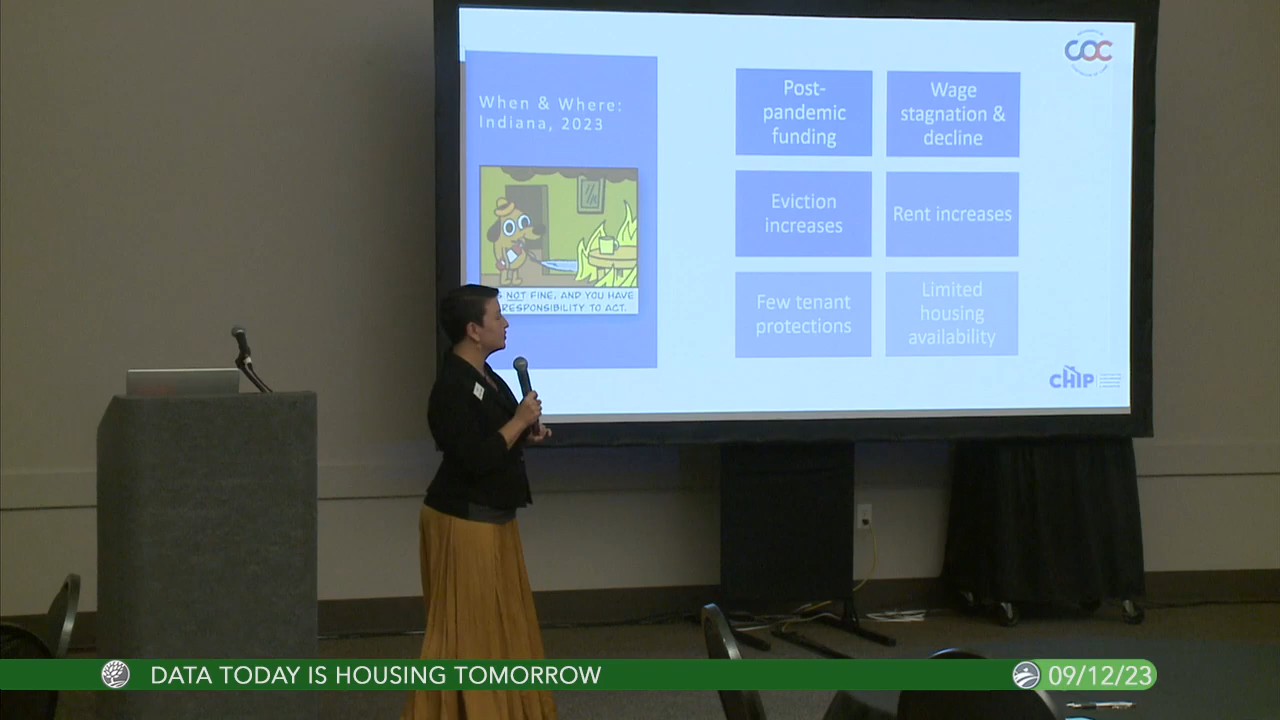 When & Where:
Indiana, 2023
NOT FINE, AND YOU HAVE
RESPONSIBILITY TO ACT.
Post-
pandemic
funding
Wage
stagnation &
decline
Eviction
increases
Rent increases
Few tenant
protections
Limited
housing
availability
COC
CHIP
DATA TODAY IS HOUSING TOMORROW
09/12/23